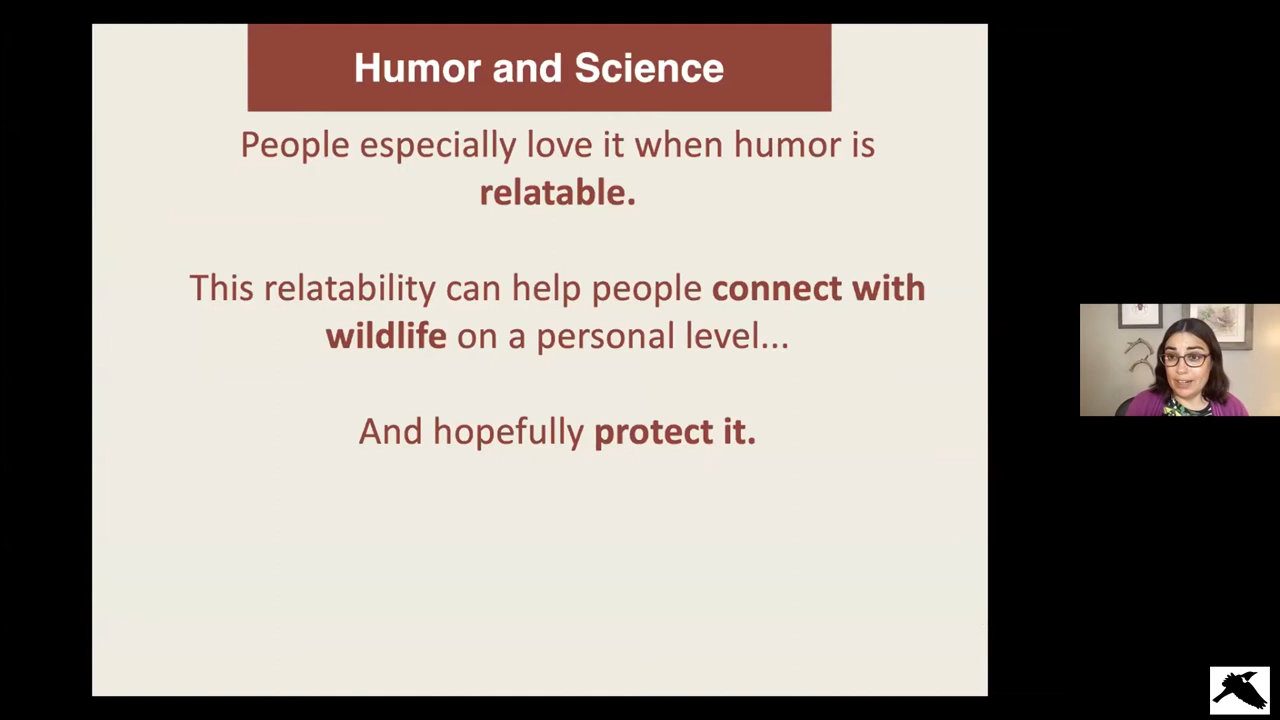 Humor and Science
People especially love it when humor is
relatable.
This relatability can help people connect with
wildlife on a personal level...
And hopefully protect it.